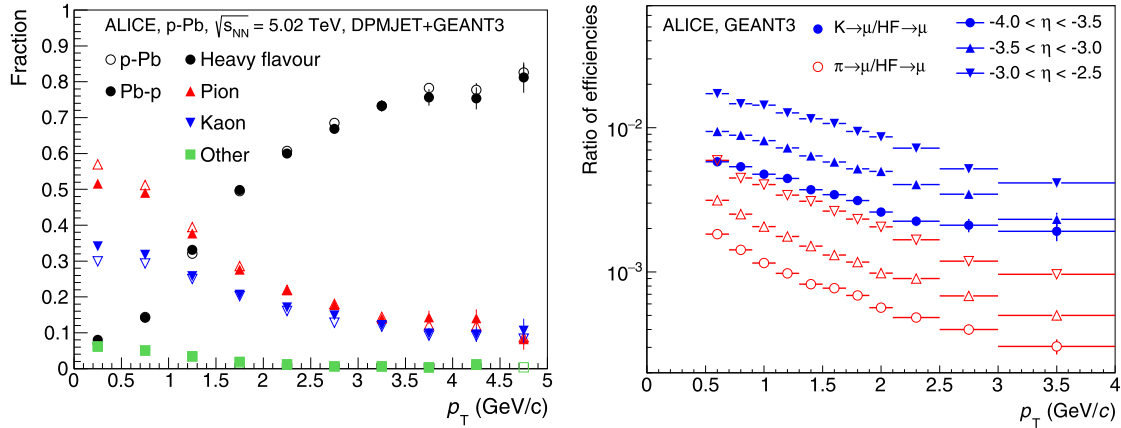 ALICE, p-Pb, √sNN = 5.02 TeV, DPMJET+GEANT3
p-Pb
Heavy flavour
Pb-p
Pion
Kaon
Other
Fraction
1
0.9
0.8
0.7
0.6
0.5
0.4
0.3
0.2
0.1
0
0 0.5 1 1.5 2 2.5 3 3.5 4 4.5 5
pT (GeV/c)
ALICE, GEANT3
K→μ/HF→μ
π→μ/HF→μ
-4.0 < η < -3.5
-3.5 < η < -3.0
-3.0 < η < -2.5
Ratio of efficiencies
10−2
10−3
0 0.5 1 1.5 2 2.5 3 3.5 4
pT (GeV/c)